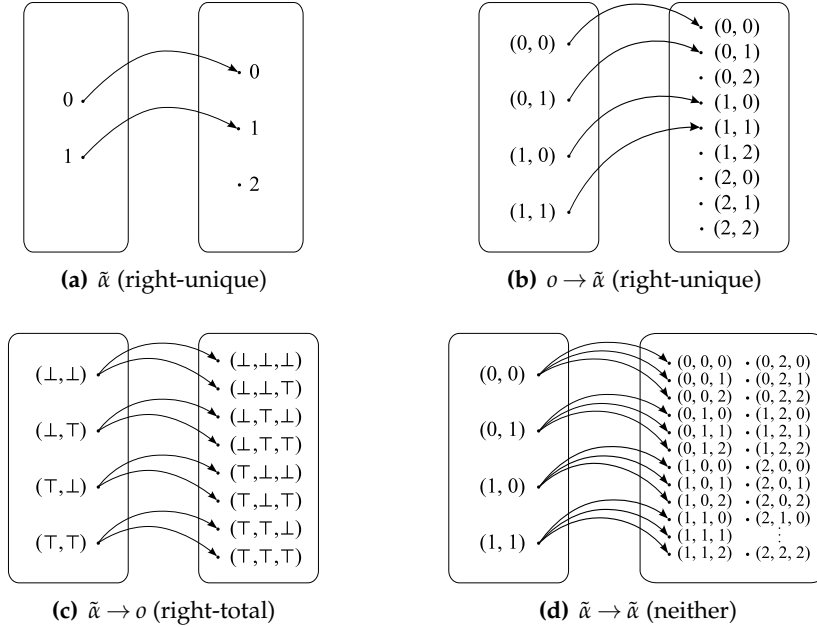 0
1
0
1
2
(a) α̃ (right-unique)
(0, 0)
(0, 1)
(1, 0)
(1, 1)
(0, 0)
(0, 1)
(0, 2)
(1, 0)
(1, 1)
(1, 2)
(2, 0)
(2, 1)
(2, 2)
(b) o → α̃ (right-unique)
(⊥,⊥)
(⊥,⊤)
(⊤,⊥)
(⊤,⊤)
(⊥,⊥,⊥)
(⊥,⊥,⊤)
(⊥,⊤,⊥)
(⊥,⊤,⊤)
(⊤,⊥,⊥)
(⊤,⊥,⊤)
(⊤,⊤,⊥)
(⊤,⊤,⊤)
(c) α̃ → o (right-total)
(0, 0)
(0, 1)
(1, 0)
(1, 1)
(0, 0, 0) (0, 2, 0)
(0, 0, 1) (0, 2, 1)
(0, 0, 2) (0, 2, 2)
(0, 1, 0) (1, 2, 0)
(0, 1, 1) (1, 2, 1)
(0, 1, 2) (1, 2, 2)
(1, 0, 0) (2, 0, 0)
(1, 0, 1) (2, 0, 1)
(1, 0, 2) (2, 0, 2)
(1, 1, 0) (2, 1, 0)
(1, 1, 1) ⋮
(1, 1, 2) (2, 2, 2)
(d) α̃ → α̃ (neither)